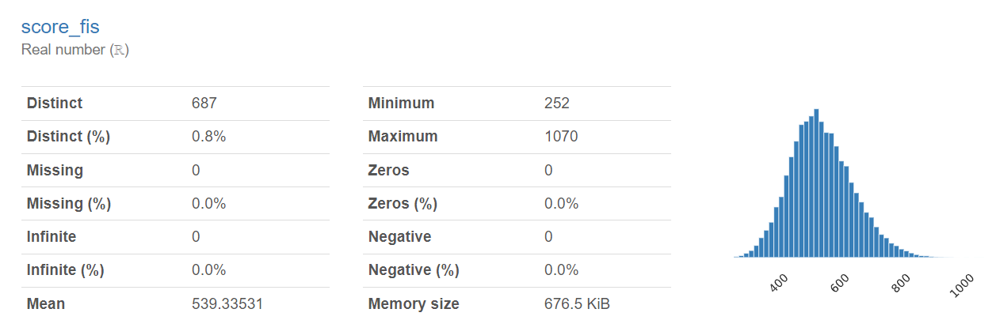 score_fis
Real number (ℝ)
Distinct 687
Distinct (%) 0.8%
Missing 0
Missing (%) 0.0%
Infinite 0
Infinite (%) 0.0%
Mean 539.33531
Minimum 252
Maximum 1070
Zeros 0
Zeros (%) 0.0%
Negative 0
Negative (%) 0.0%
Memory size 676.5 KiB
400 600 800 1000